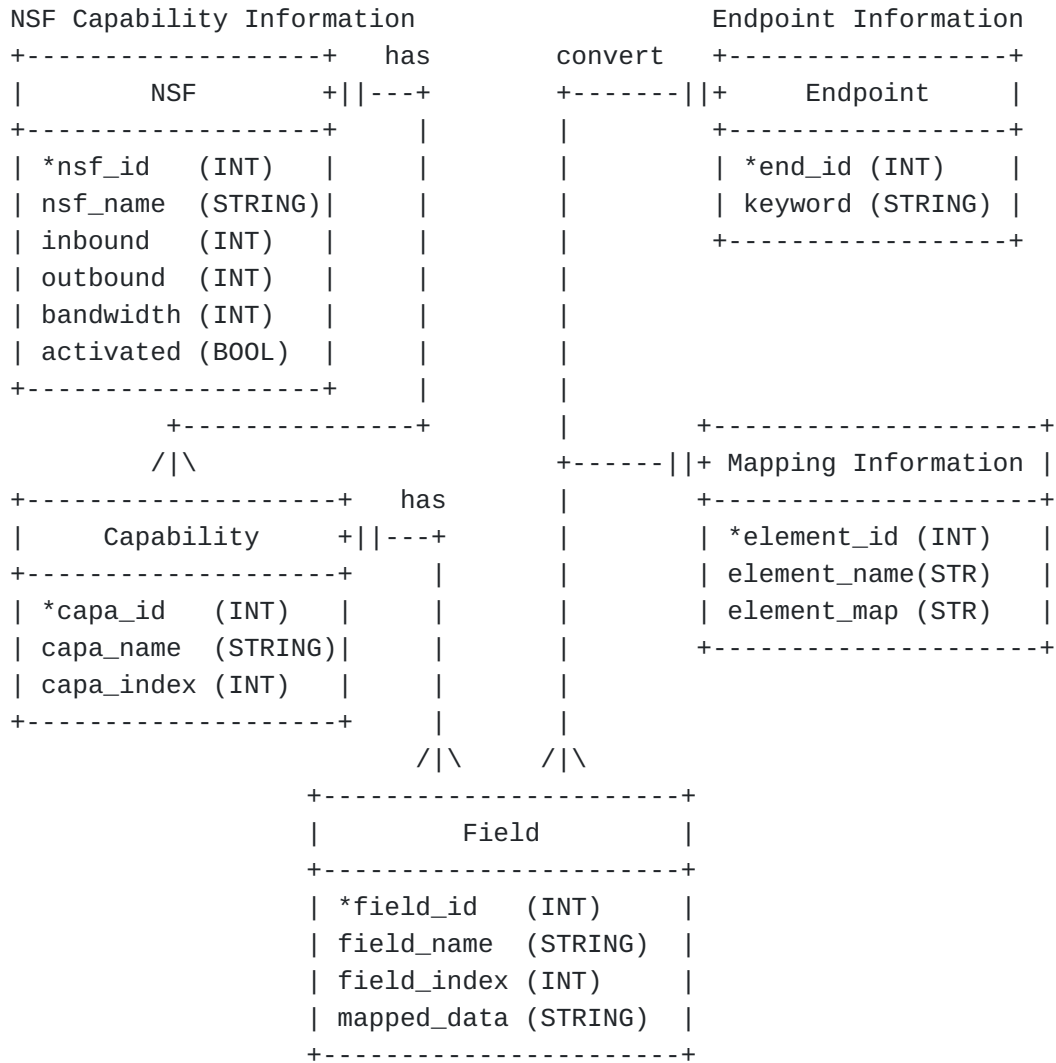 NSF Capability Information                    Endpoint Information
+-------------------+   has        convert   +------------------+
|        NSF        +||---+        +-------||+     Endpoint     |
+-------------------+     |        |         +------------------+
| *nsf_id   (INT)   |     |        |         | *end_id (INT)    |
| nsf_name  (STRING)|     |        |         | keyword (STRING) |
| inbound   (INT)   |     |        |         +------------------+
| outbound  (INT)   |     |        |
| bandwidth (INT)   |     |        |
| activated (BOOL)  |     |        |
+-------------------+     |        |
          +---------------+        |        +---------------------+
         /|\                       +------||+ Mapping Information |
+--------------------+   has       |        +---------------------+
|     Capability     +||---+       |        | *element_id (INT)   |
+--------------------+     |       |        | element_name(STR)   |
| *capa_id    (INT)  |     |       |        | element_map (STR)   |
| capa_name  (STRING)|     |       |        +---------------------+
| capa_index (INT)   |     |       |
+--------------------+     |       |
                          /|\     /|\
                   +-----------------------+
                   |         Field         |
                   +-----------------------+
                   | *field_id   (INT)     |
                   | field_name  (STRING)  |
                   | field_index (INT)     |
                   | mapped_data (STRING)  |
                   +-----------------------+